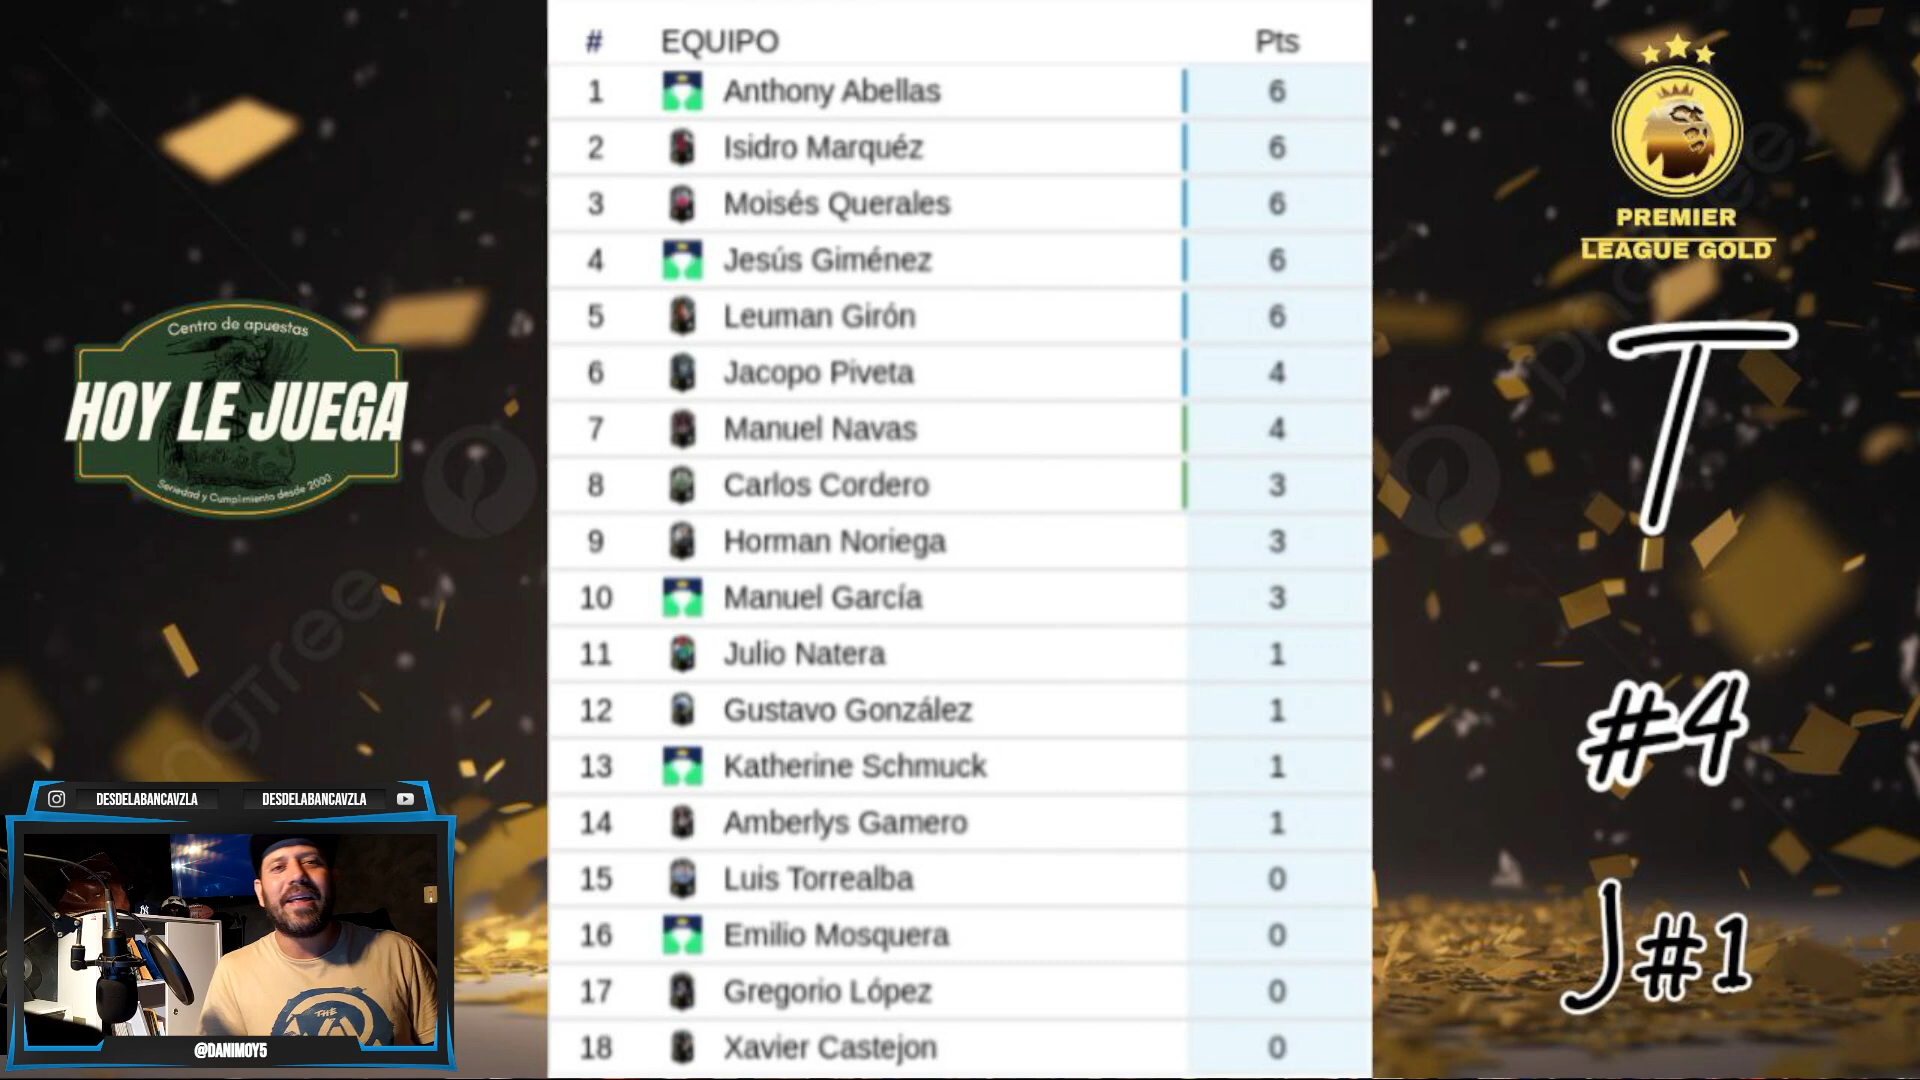 # EQUIPO Pts
1 Anthony Abellas 6
2 Isidro Marquéz 6
3 Moisés Querales 6
4 Jesús Giménez 6
5 Leuman Girón 6
6 Jacopo Piveta 4
7 Manuel Navas 4
8 Carlos Cordero 3
9 Horman Noriega 3
10 Manuel García 3
11 Julio Natera 1
12 Gustavo González 1
13 Katherine Schmuck 1
14 Amberlys Gamero 1
15 Luis Torrealba 0
16 Emilio Mosquera 0
17 Gregorio López 0
18 Xavier Castejon 0
Centro de apuestas
HOY LE JUEGA
Seriedad y Cumplimiento desde 2000
DESDELABANCAVZLA DESDELABANCAVZLA
THE
@DANIMOY5
PREMIER
LEAGUE GOLD
T
#4
J#1